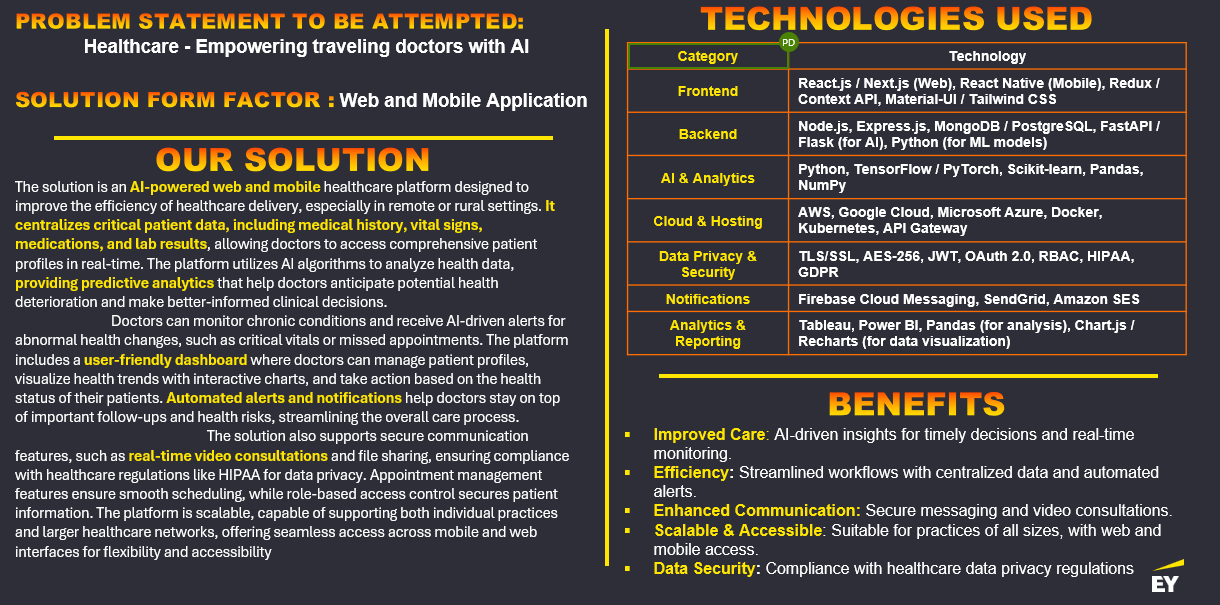 PROBLEM STATEMENT TO BE ATTEMPTED:
Healthcare - Empowering traveling doctors with AI
SOLUTION FORM FACTOR : Web and Mobile Application
OUR SOLUTION
The solution is an AI-powered web and mobile healthcare platform designed to
improve the efficiency of healthcare delivery, especially in remote or rural settings. It
centralizes critical patient data, including medical history, vital signs,
medications, and lab results, allowing doctors to access comprehensive patient
profiles in real-time. The platform utilizes AI algorithms to analyze health data,
providing predictive analytics that help doctors anticipate potential health
deterioration and make better-informed clinical decisions.
Doctors can monitor chronic conditions and receive AI-driven alerts for
abnormal health changes, such as critical vitals or missed appointments. The platform
includes a user-friendly dashboard where doctors can manage patient profiles,
visualize health trends with interactive charts, and take action based on the health
status of their patients. Automated alerts and notifications help doctors stay on top
of important follow-ups and health risks, streamlining the overall care process.
The solution also supports secure communication
features, such as real-time video consultations and file sharing, ensuring compliance
with healthcare regulations like HIPAA for data privacy. Appointment management
features ensure smooth scheduling, while role-based access control secures patient
information. The platform is scalable, capable of supporting both individual practices
and larger healthcare networks, offering seamless access across mobile and web
interfaces for flexibility and accessibility
TECHNOLOGIES USED
PD
Category Technology
Frontend
React.js / Next.js (Web), React Native (Mobile), Redux /
Context API, Material-UI / Tailwind CSS
Backend
Node.js, Express.js, MongoDB / PostgreSQL, FastAPI /
Flask (for AI), Python (for ML models)
AI & Analytics
Python, TensorFlow / PyTorch, Scikit-learn, Pandas,
NumPy
Cloud & Hosting
AWS, Google Cloud, Microsoft Azure, Docker,
Kubernetes, API Gateway
Data Privacy &
Security
TLS/SSL, AES-256, JWT, OAuth 2.0, RBAC, HIPAA,
GDPR
Notifications Firebase Cloud Messaging, SendGrid, Amazon SES
Analytics &
Reporting
Tableau, Power BI, Pandas (for analysis), Chart.js /
Recharts (for data visualization)
BENEFITS
▪ Improved Care: AI-driven insights for timely decisions and real-time
monitoring.
▪ Efficiency: Streamlined workflows with centralized data and automated
alerts.
▪ Enhanced Communication: Secure messaging and video consultations.
▪ Scalable & Accessible: Suitable for practices of all sizes, with web and
mobile access.
▪ Data Security: Compliance with healthcare data privacy regulations
EY